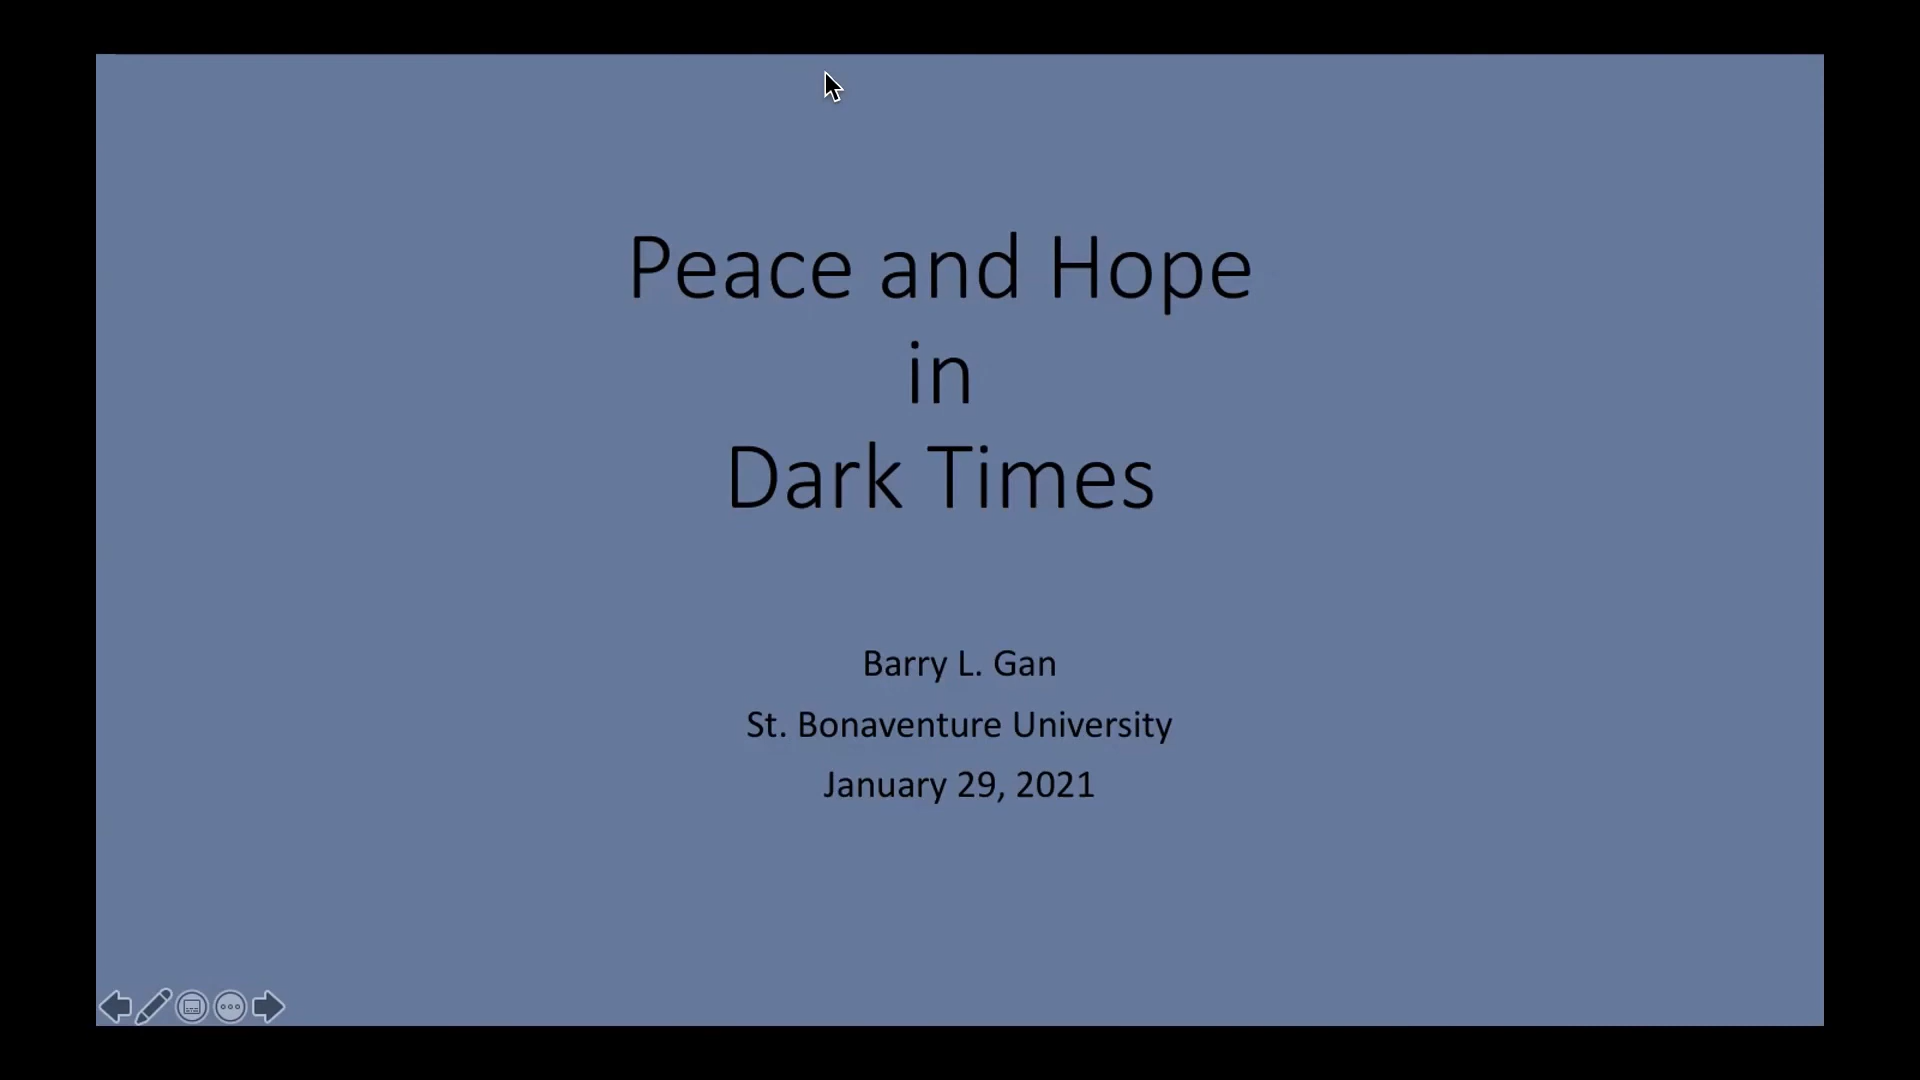 Peace and Hope
in
Dark Times
Barry L. Gan
St. Bonaventure University
January 29, 2021